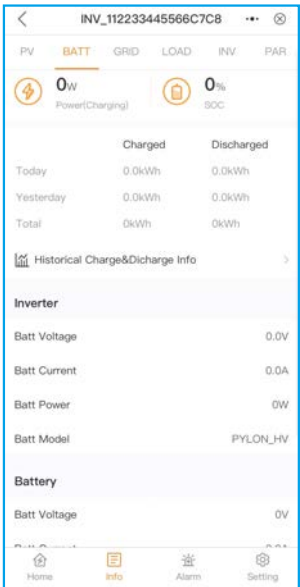 INV_112233445566C7C8
PV BATT GRID LOAD INV PAR
0W
Power(Charging)
0%
SOC
Charged Discharged
Today 0.0kWh 0.0kWh
Yesterday 0.0kWh 0.0kWh
Total 0kWh 0kWh
Historical Charge&Dicharge Info
Inverter
Batt Voltage 0.0V
Batt Current 0.0A
Batt Power 0W
Batt Model PYLON_HV
Battery
Batt Voltage 0V
Home Info Alarm Setting